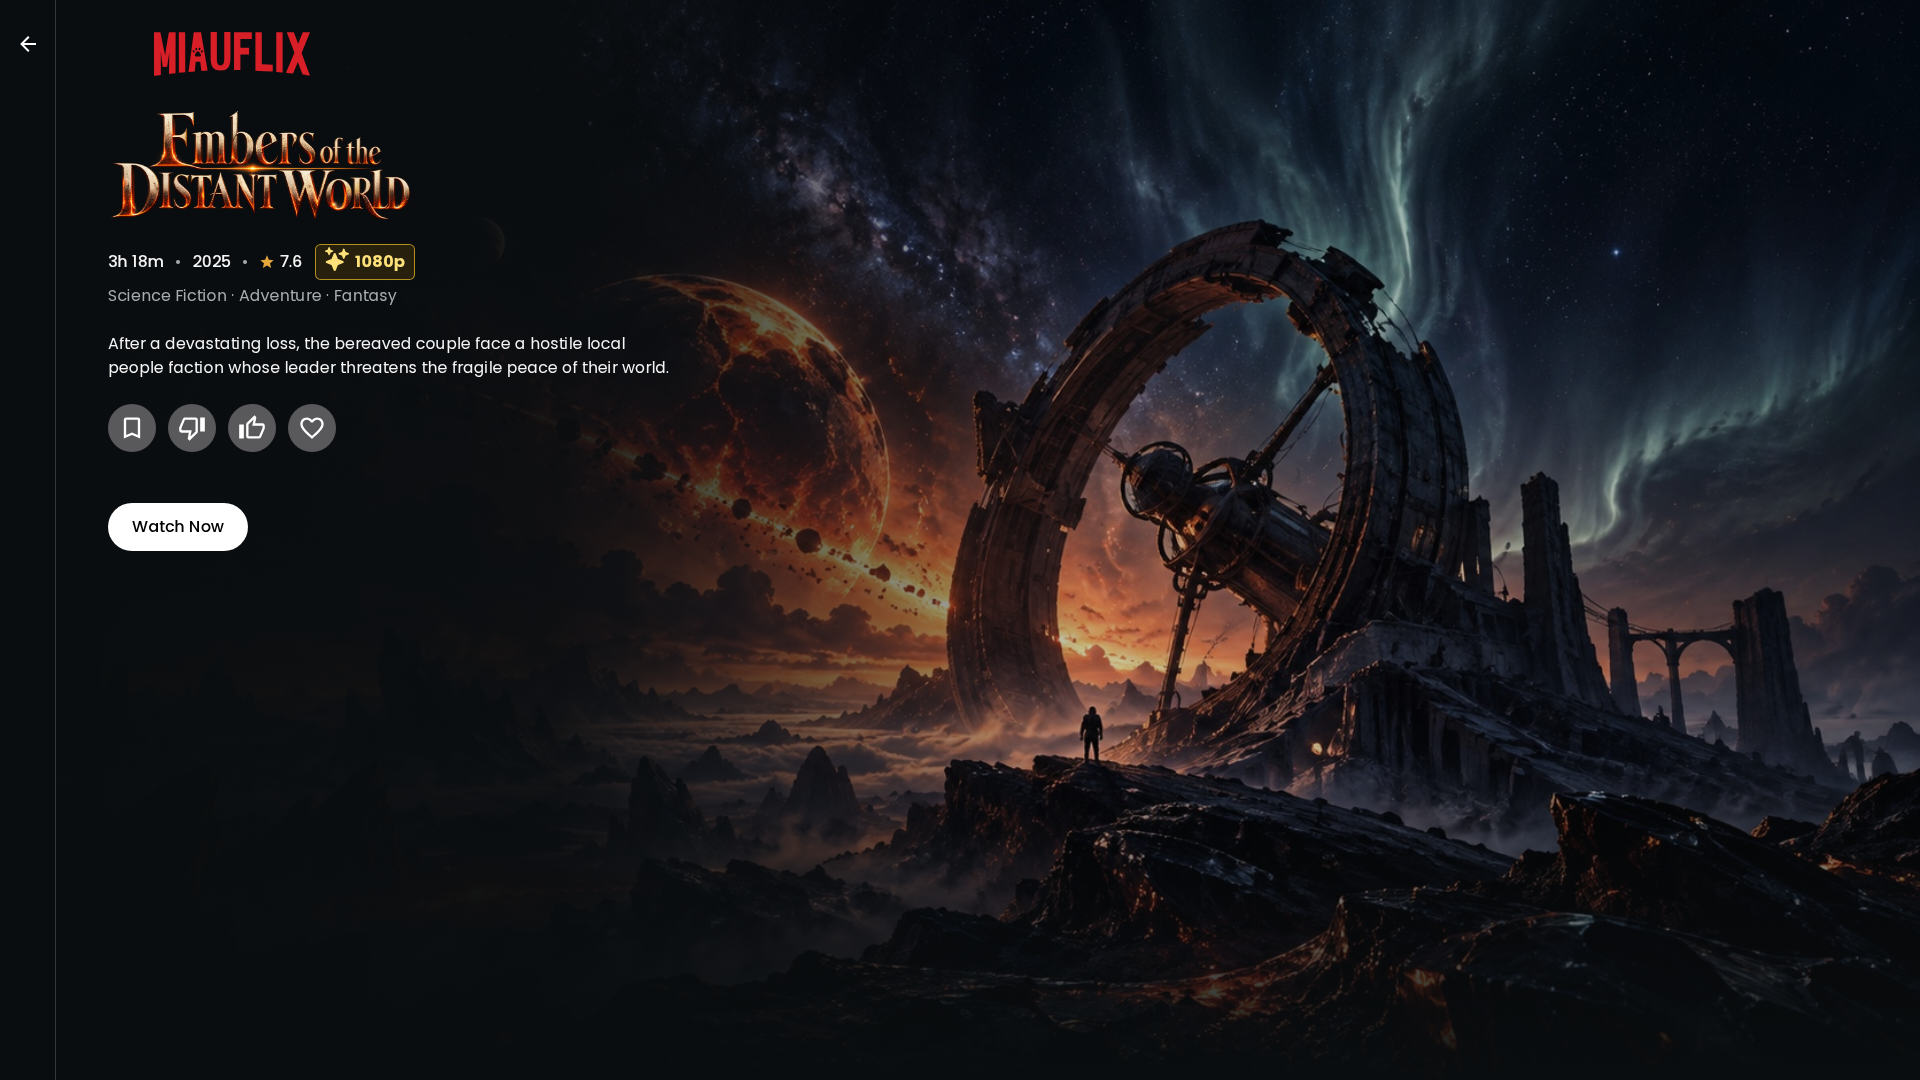 MIAUFLIX
Embers of the
Distant World
3h 18m • 2025 • 7.6 1080p
Science Fiction · Adventure · Fantasy
After a devastating loss, the bereaved couple face a hostile local
people faction whose leader threatens the fragile peace of their world.
Watch Now